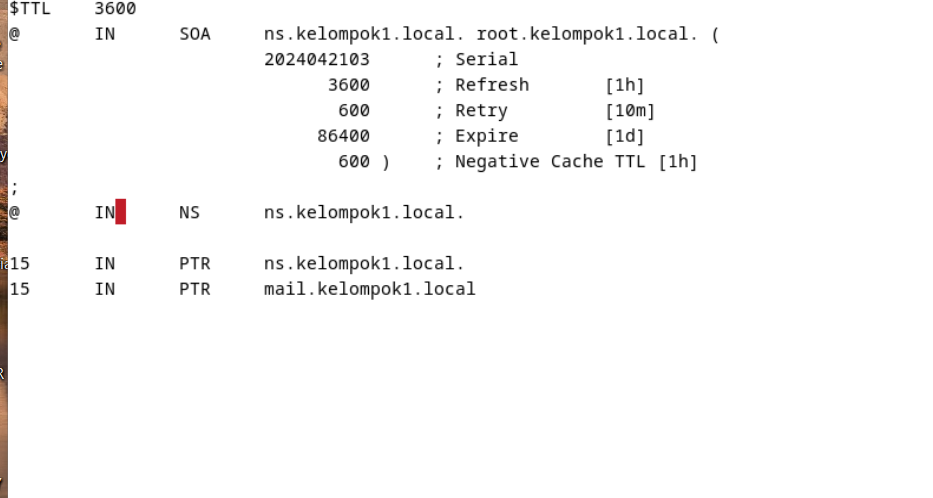 $TTL 3600
@ IN SOA ns.kelompok1.local. root.kelompok1.local. (
2024042103 ; Serial
3600 ; Refresh [1h]
600 ; Retry [10m]
86400 ; Expire [1d]
600 ) ; Negative Cache TTL [1h]
;
@ IN NS ns.kelompok1.local.
15 IN PTR ns.kelompok1.local.
15 IN PTR mail.kelompok1.local